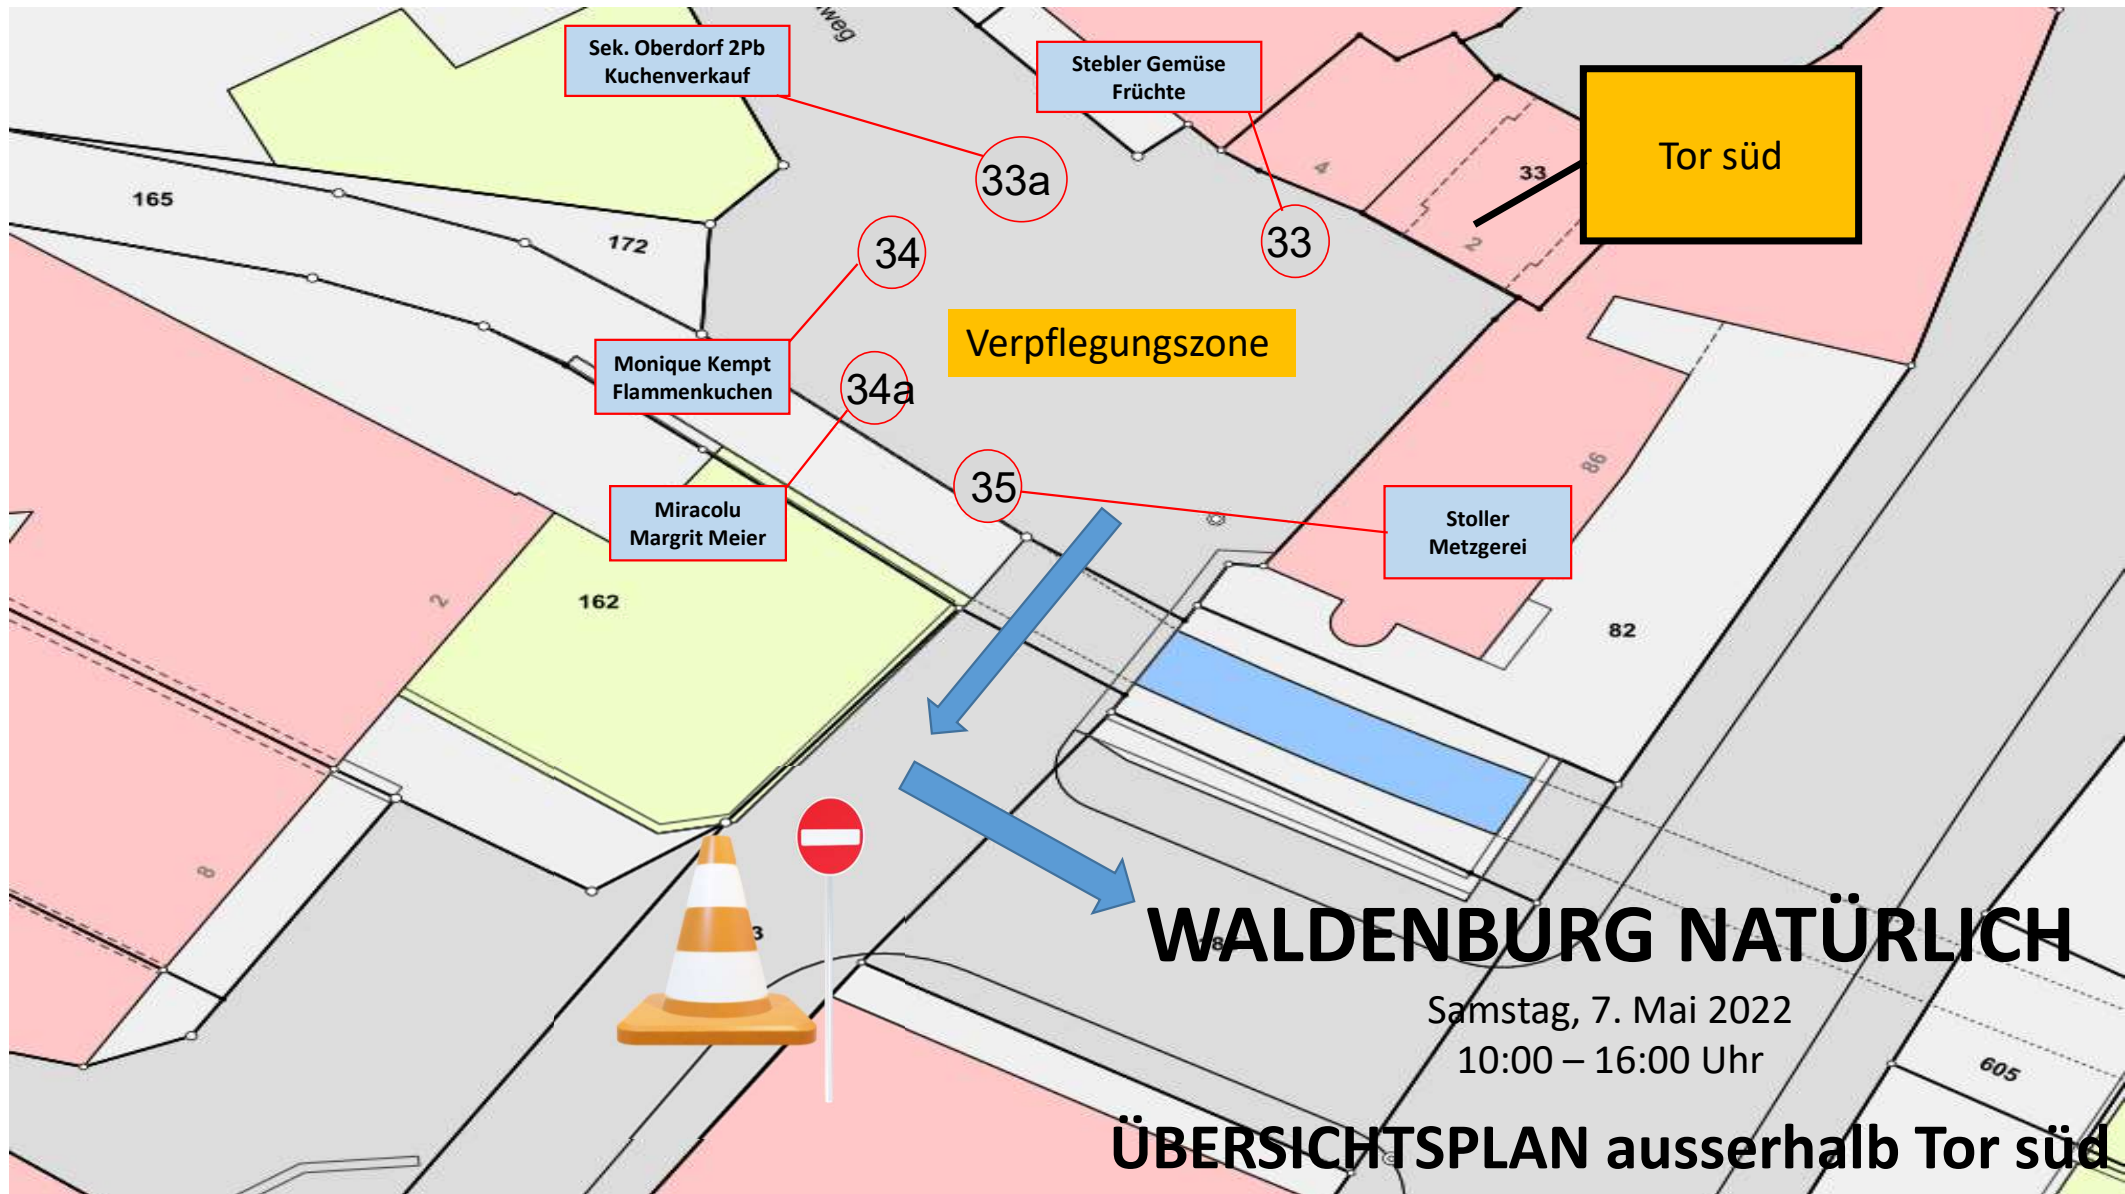 weg
Sek. Oberdorf 2Pb
Kuchenverkauf
Stebler Gemüse
Früchte
Tor süd
33a
4
33
165
172
34
33
2
Verpflegungszone
Monique Kempt
Flammenkuchen
34a
86
35
Miracolu
Margrit Meier
Stoller
Metzgerei
2
162
82
8
3
WALDENBURG NATÜRLICH
Samstag, 7. Mai 2022
10:00 – 16:00 Uhr
605
ÜBERSICHTSPLAN ausserhalb Tor süd